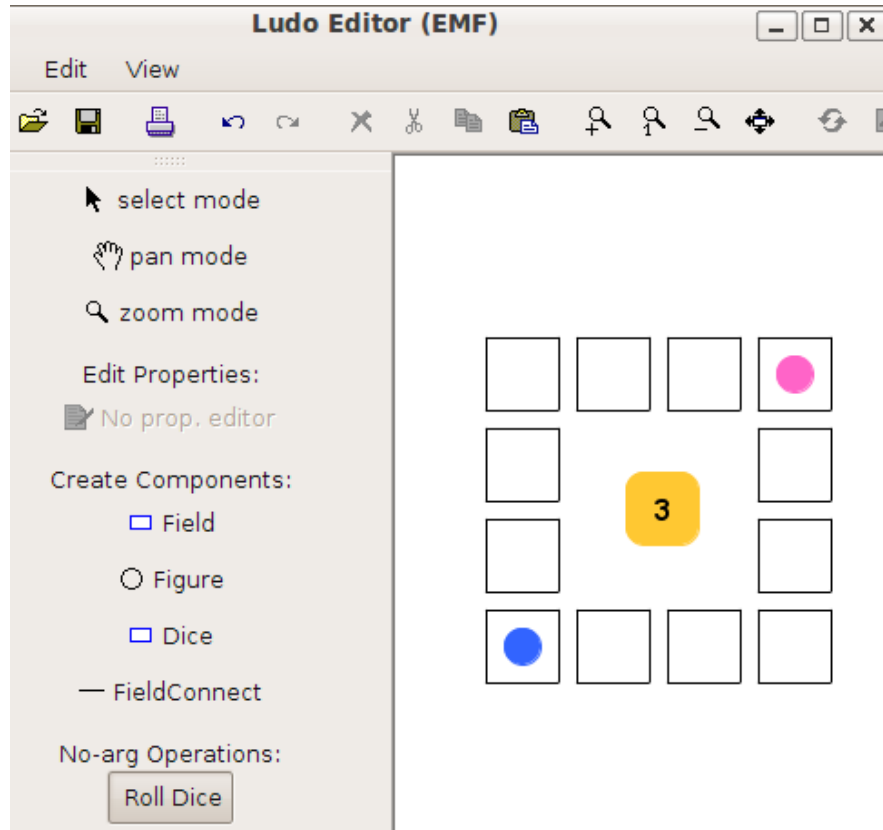 Ludo Editor (EMF)
Edit View
select mode
pan mode
zoom mode
Edit Properties:
No prop. editor
Create Components:
Field
Figure
Dice
FieldConnect
No-arg Operations:
Roll Dice
3